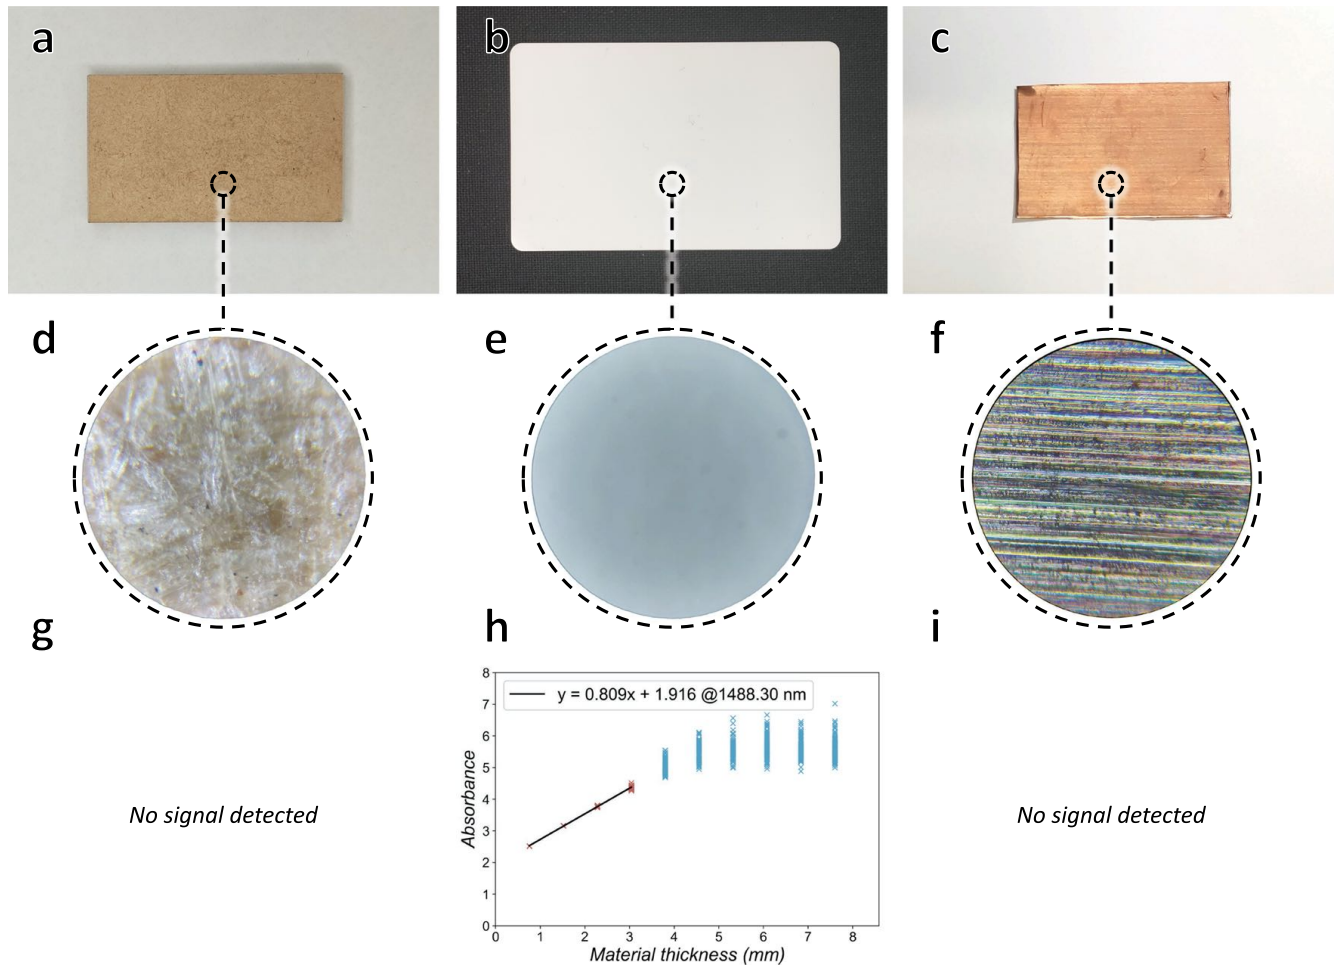 a
b
c
d
e
f
g
h
i
No signal detected
8
7
6
5
4
3
2
1
0
Absorbance
y = 0.809x + 1.916 @1488.30 nm
0 1 2 3 4 5 6 7 8
Material thickness (mm)
No signal detected